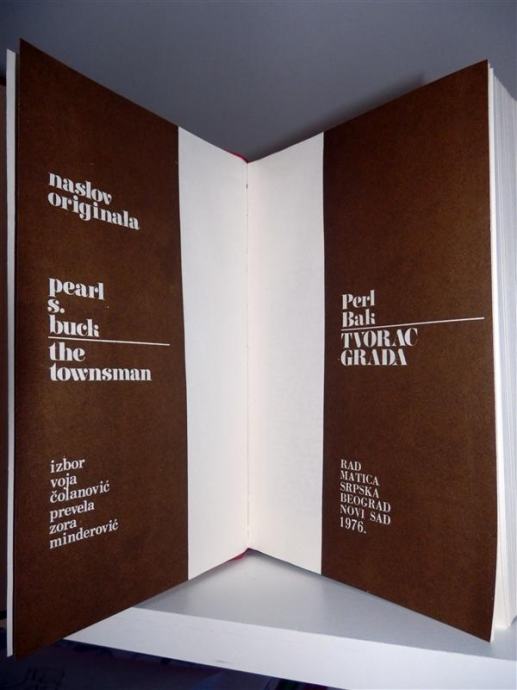 naslov
originala
pearl
s.
buck
the
townsman
izbor
voja
čolanović
prevela
zora
minderović
Perl
Bak
TVORAC
GRADA
RAD
MATICA
SRPSKA
BEOGRAD
NOVI SAD
1976.